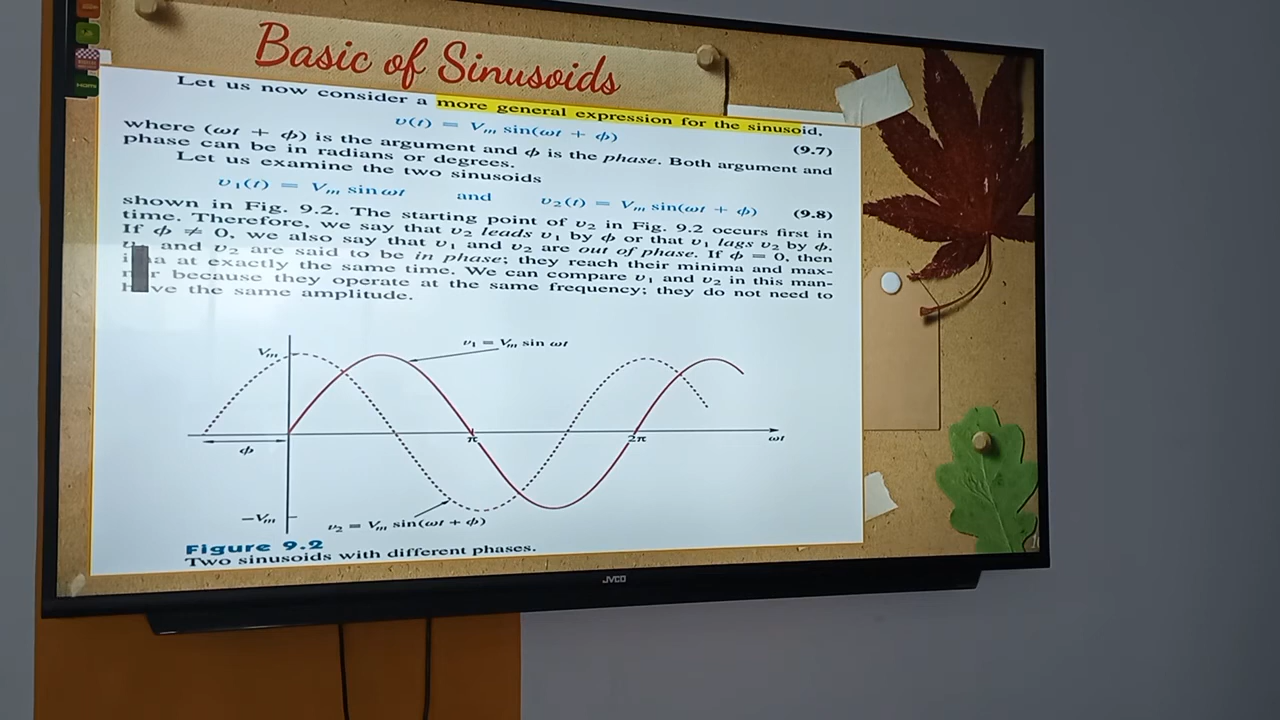 Basic of Sinusoids
Let us now consider a more general expression for the sinusoid.
v(t) = Vm sin(ωt + ϕ)
(9.7)
where (ωt + ϕ) is the argument and ϕ is the phase. Both argument and
phase can be in radians or degrees.
Let us examine the two sinusoids
v1(t) = Vm sin ωt and v2(t) = Vm sin(ωt + ϕ) (9.8)
shown in Fig. 9.2. The starting point of v2 in Fig. 9.2 occurs first in
time. Therefore, we say that v2 leads v1 by ϕ or that v1 lags v2 by ϕ.
If ϕ ≠ 0, we also say that v1 and v2 are out of phase. If ϕ = 0, then
and v2 are said to be in phase; they reach their minima and max-
at exactly the same time. We can compare v1 and v2 in this man-
because they operate at the same frequency; they do not need to
the same amplitude.
Vm
v1 = Vm sin ωt
π
2π
ωt
ϕ
−Vm
v2 = Vm sin(ωt + ϕ)
Figure 9.2
Two sinusoids with different phases.
JVCO